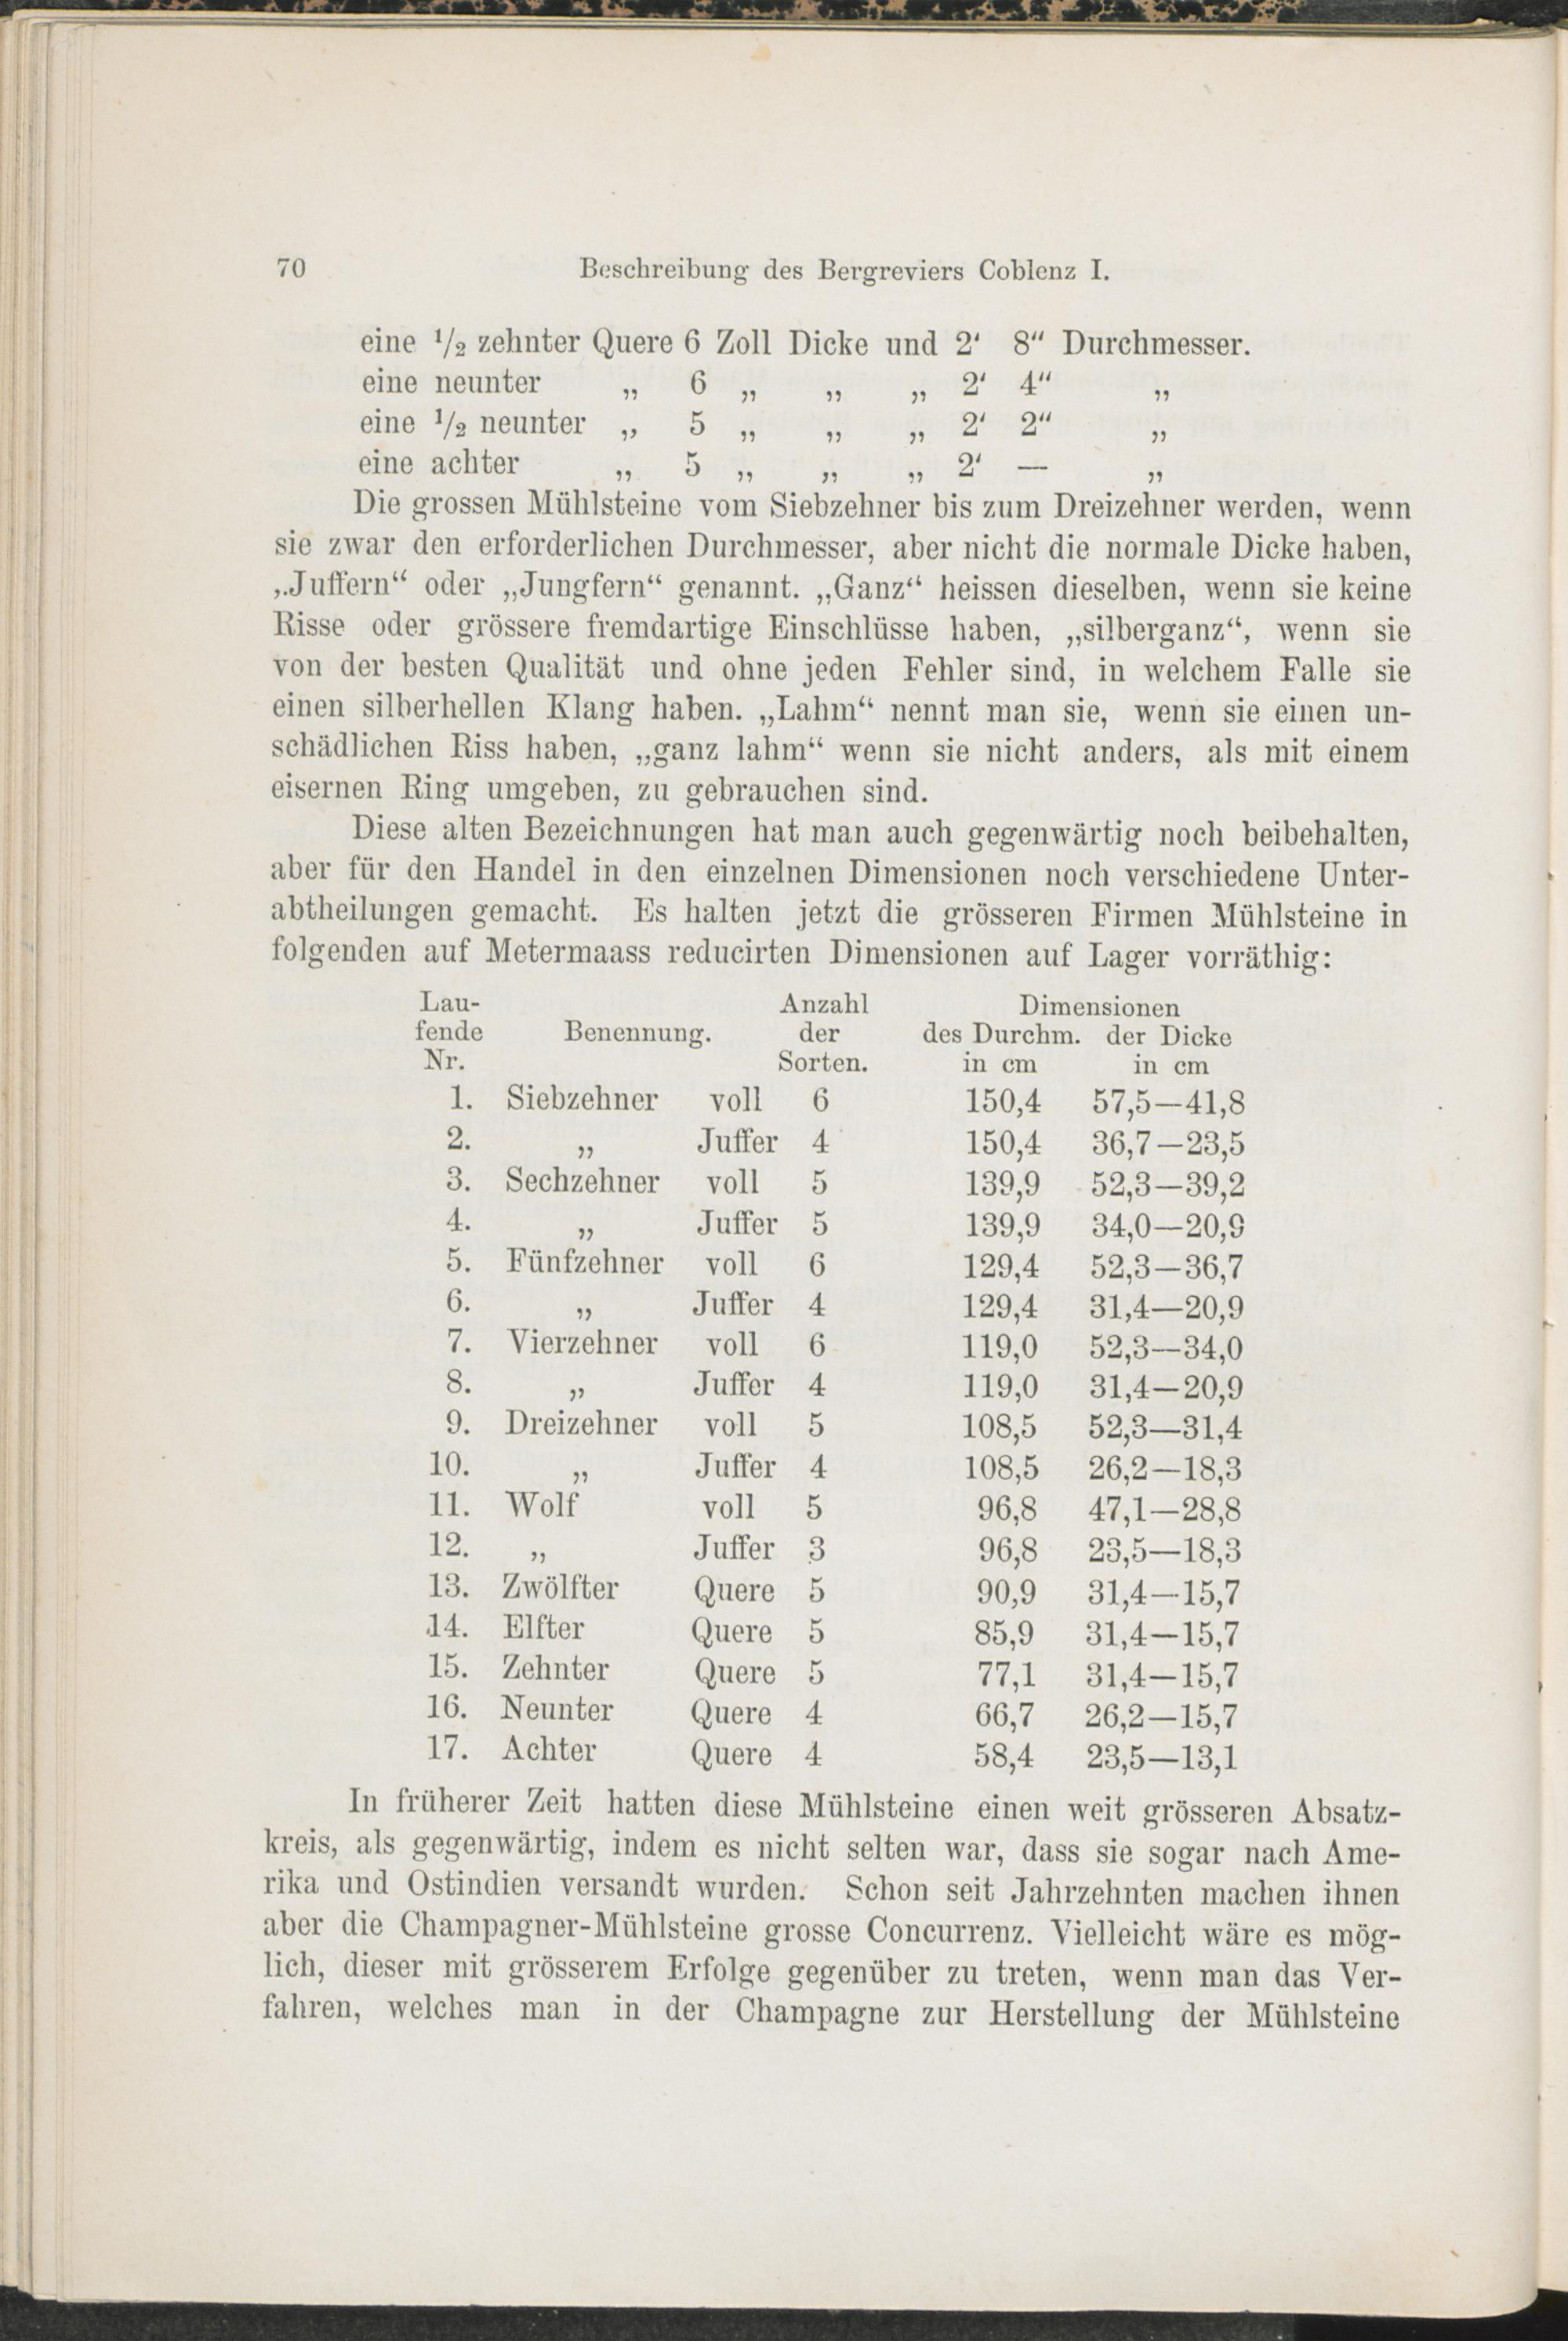 70 Beschreibung des Bergreviers Coblenz I.
eine 1/2 zehnter Quere 6 Zoll Dicke und 2' 8" Durchmesser.
eine neunter „ 6 „ „ „ 2' 4" „
eine 1/2 neunter „ 5 „ „ „ 2' 2" „
eine achter „ 5 „ „ „ 2' — „
Die grossen Mühlsteine vom Siebzehner bis zum Dreizehner werden, wenn
sie zwar den erforderlichen Durchmesser, aber nicht die normale Dicke haben,
„Juffern“ oder „Jungfern“ genannt. „Ganz“ heissen dieselben, wenn sie keine
Risse oder grössere fremdartige Einschlüsse haben, „silberganz“, wenn sie
von der besten Qualität und ohne jeden Fehler sind, in welchem Falle sie
einen silberhellen Klang haben. „Lahm“ nennt man sie, wenn sie einen un-
schädlichen Riss haben, „ganz lahm“ wenn sie nicht anders, als mit einem
eisernen Ring umgeben, zu gebrauchen sind.
Diese alten Bezeichnungen hat man auch gegenwärtig noch beibehalten,
aber für den Handel in den einzelnen Dimensionen noch verschiedene Unter-
abtheilungen gemacht. Es halten jetzt die grösseren Firmen Mühlsteine in
folgenden auf Metermaass reducirten Dimensionen auf Lager vorräthig:
Lau- Anzahl Dimensionen
fende Benennung. der des Durchm. der Dicke
Nr. Sorten. in cm in cm
1. Siebzehner voll 6 150,4 57,5—41,8
2. „ Juffer 4 150,4 36,7—23,5
3. Sechzehner voll 5 139,9 52,3—39,2
4. „ Juffer 5 139,9 34,0—20,9
5. Fünfzehner voll 6 129,4 52,3—36,7
6. „ Juffer 4 129,4 31,4—20,9
7. Vierzehner voll 6 119,0 52,3—34,0
8. „ Juffer 4 119,0 31,4—20,9
9. Dreizehner voll 5 108,5 52,3—31,4
10. „ Juffer 4 108,5 26,2—18,3
11. Wolf voll 5 96,8 47,1—28,8
12. „ Juffer 3 96,8 23,5—18,3
13. Zwölfter Quere 5 90,9 31,4—15,7
14. Elfter Quere 5 85,9 31,4—15,7
15. Zehnter Quere 5 77,1 31,4—15,7
16. Neunter Quere 4 66,7 26,2—15,7
17. Achter Quere 4 58,4 23,5—13,1
In früherer Zeit hatten diese Mühlsteine einen weit grösseren Absatz-
kreis, als gegenwärtig, indem es nicht selten war, dass sie sogar nach Ame-
rika und Ostindien versandt wurden. Schon seit Jahrzehnten machen ihnen
aber die Champagner-Mühlsteine grosse Concurrenz. Vielleicht wäre es mög-
lich, dieser mit grösserem Erfolge gegenüber zu treten, wenn man das Ver-
fahren, welches man in der Champagne zur Herstellung der Mühlsteine